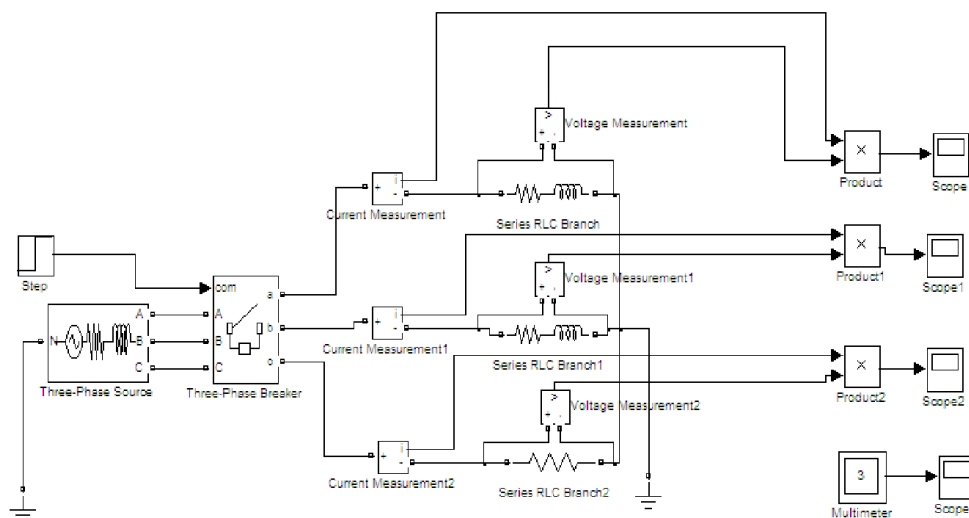 Voltage Measurement
Product
Scope
Current Measurement
Series RLC Branch
Step
com
Voltage Measurement1
Product1
Scope1
N
A
B
C
A
B
C
a
b
c
Three-Phase Source
Three-Phase Breaker
Current Measurement1
Series RLC Branch1
Voltage Measurement2
Product2
Scope2
Current Measurement2
Series RLC Branch2
3
Multimeter
Scope